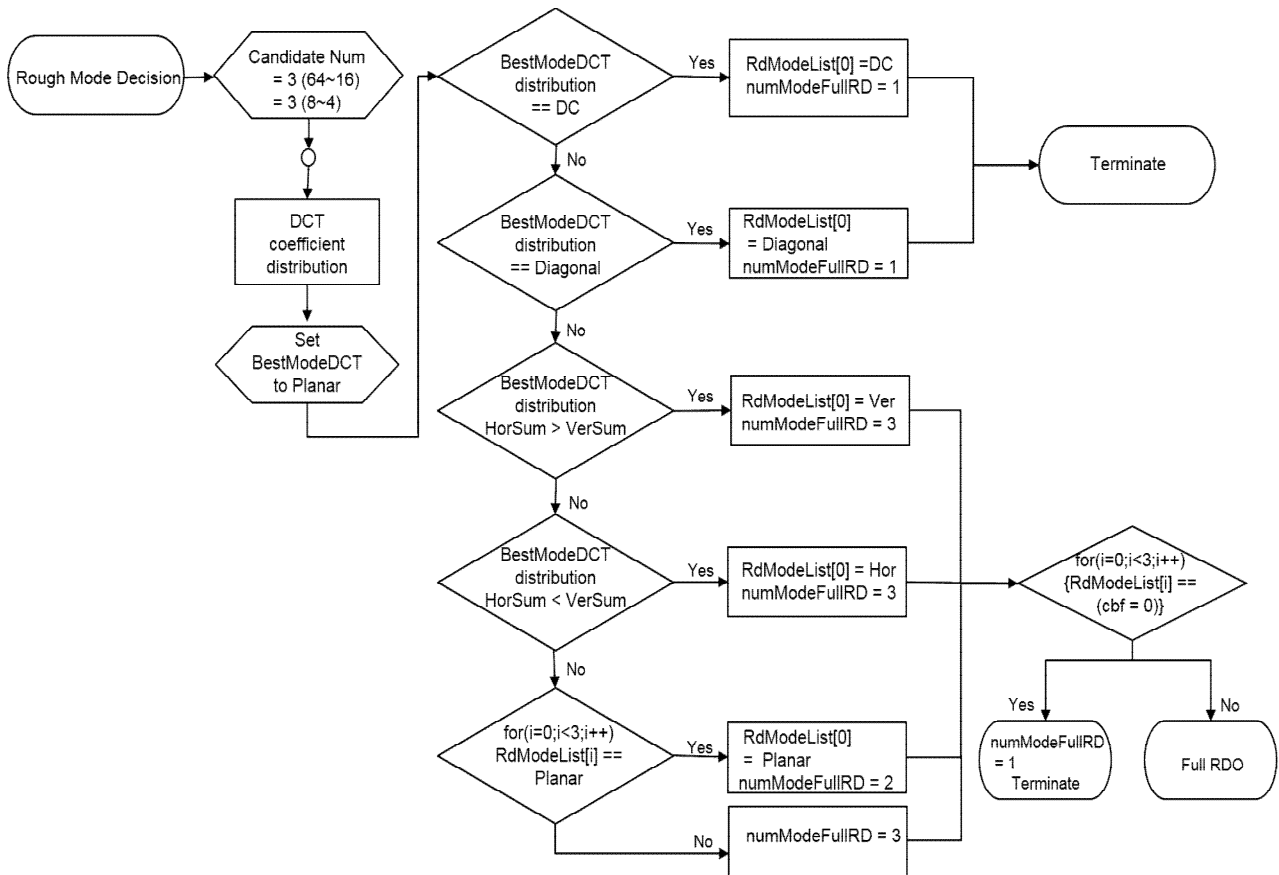 Rough Mode Decision
Candidate Num
= 3 (64~16)
= 3 (8~4)
DCT
coefficient
distribution
Set
BestModeDCT
to Planar
BestModeDCT
distribution
== DC
Yes
RdModeList[0] =DC
numModeFullRD = 1
Terminate
No
BestModeDCT
distribution
== Diagonal
Yes
RdModeList[0]
= Diagonal
numModeFullRD = 1
No
BestModeDCT
distribution
HorSum > VerSum
Yes
RdModeList[0] = Ver
numModeFullRD = 3
No
BestModeDCT
distribution
HorSum < VerSum
Yes
RdModeList[0] = Hor
numModeFullRD = 3
No
for(i=0;i<3;i++)
RdModeList[i] ==
Planar
Yes
RdModeList[0]
= Planar
numModeFullRD = 2
No
numModeFullRD = 3
for(i=0;i<3;i++)
{RdModeList[i] ==
(cbf = 0)}
Yes
numModeFullRD
= 1
Terminate
No
Full RDO